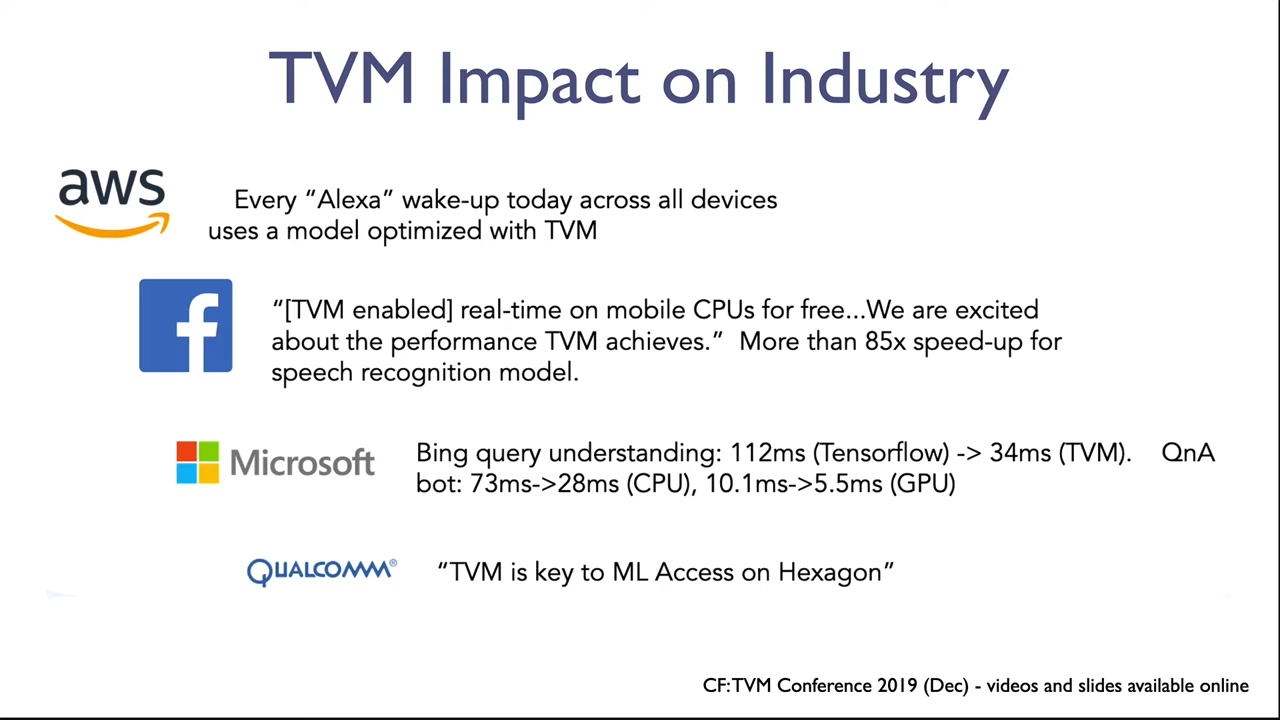 TVM Impact on Industry
aws
Every “Alexa” wake-up today across all devices
uses a model optimized with TVM
f
“[TVM enabled] real-time on mobile CPUs for free...We are excited
about the performance TVM achieves.” More than 85x speed-up for
speech recognition model.
Microsoft
Bing query understanding: 112ms (Tensorflow) -> 34ms (TVM). QnA
bot: 73ms->28ms (CPU), 10.1ms->5.5ms (GPU)
QUALCOMM®
“TVM is key to ML Access on Hexagon”
CF: TVM Conference 2019 (Dec) - videos and slides available online